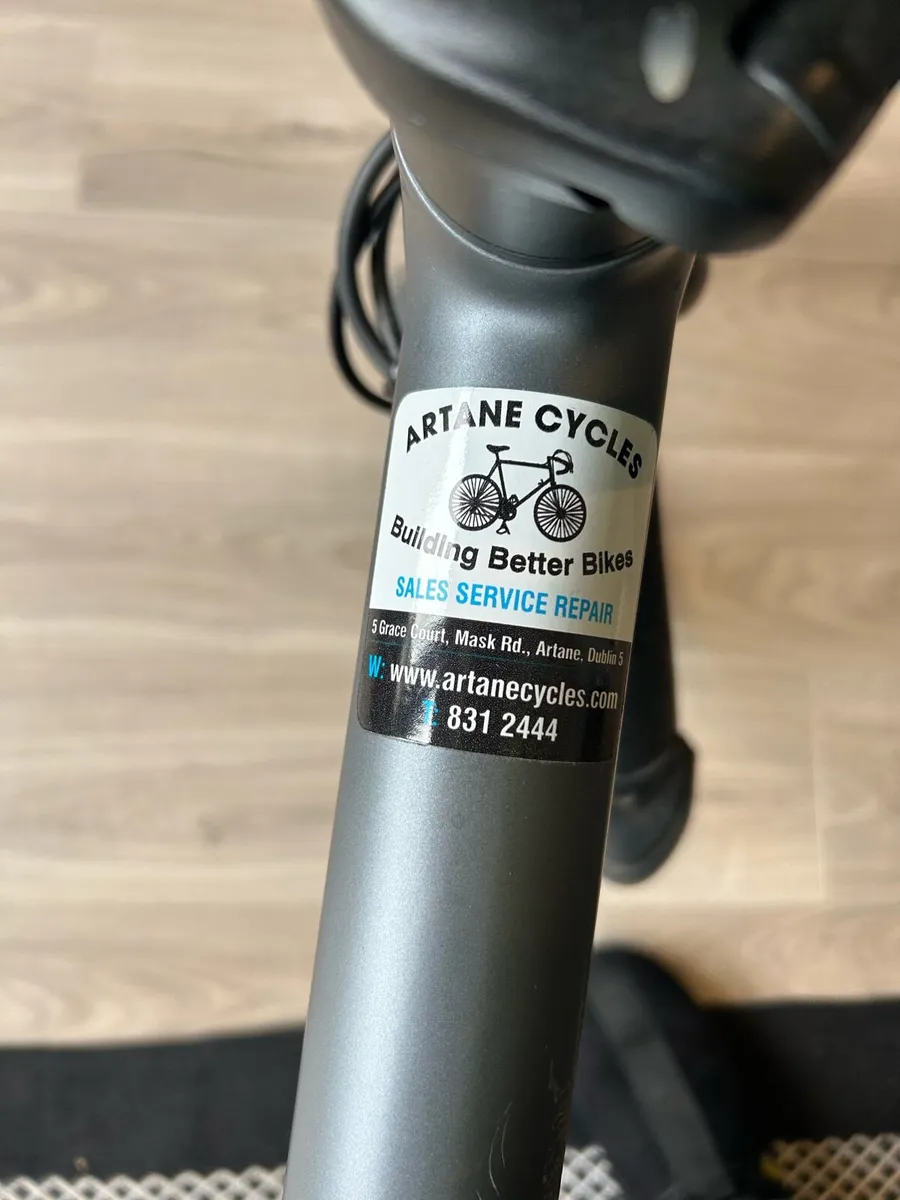 ARTANE CYCLES
Building Better Bikes
SALES SERVICE REPAIR
5 Grace Court, Mask Rd., Artane, Dublin 5
W: www.artanecycles.com
T: 831 2444